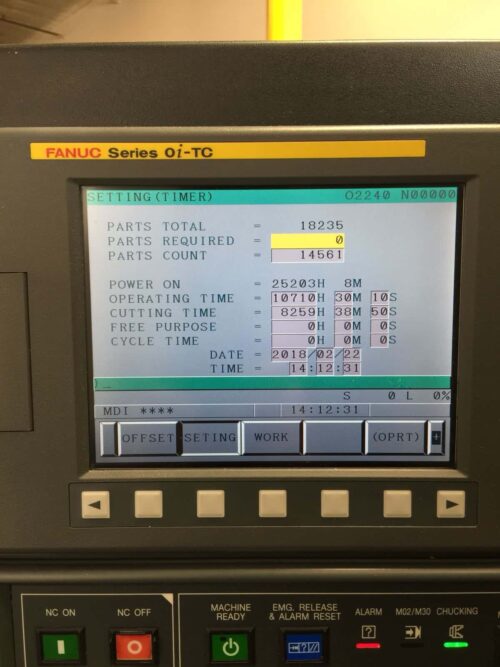 FANUC Series 0i-TC
SETTING(TIMER) O2240 N00000
PARTS TOTAL = 18235
PARTS REQUIRED = 0
PARTS COUNT = 14561
POWER ON = 25203H 8M
OPERATING TIME = 10710H 30M 10S
CUTTING TIME = 8259H 38M 50S
FREE PURPOSE = 0H 0M 0S
CYCLE TIME = 0H 0M 0S
DATE = 2018/02/22
TIME = 14:12:31
)_
S 0 L 0%
MDI **** 14:12:31
OFFSET SETING WORK (OPRT) +
NC ON NC OFF MACHINE READY EMG. RELEASE & ALARM RESET ALARM M02/M30 CHUCKING
I O ? ?